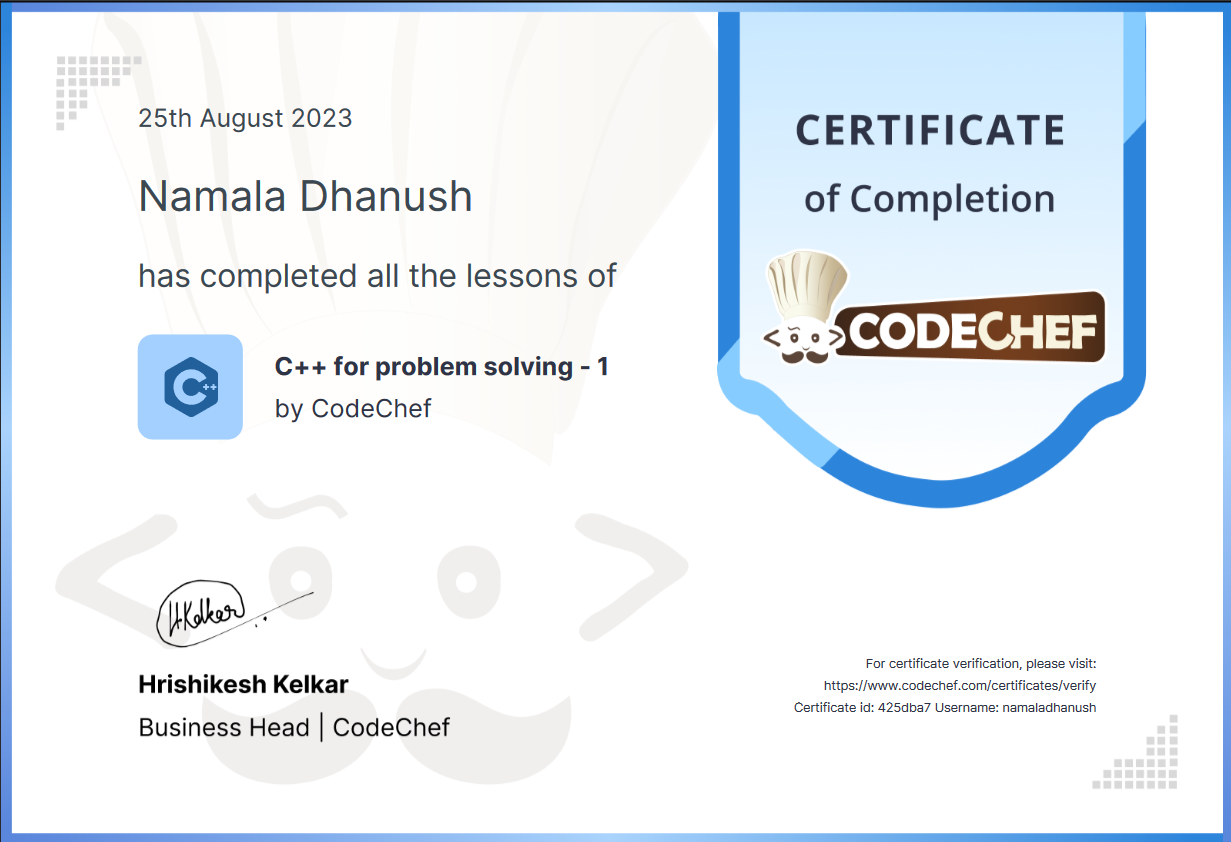 25th August 2023
Namala Dhanush
has completed all the lessons of
C++
C++ for problem solving - 1
by CodeChef
CERTIFICATE
of Completion
CODECHEF
H.Kelkar
Hrishikesh Kelkar
Business Head | CodeChef
For certificate verification, please visit:
https://www.codechef.com/certificates/verify
Certificate id: 425dba7 Username: namaladhanush